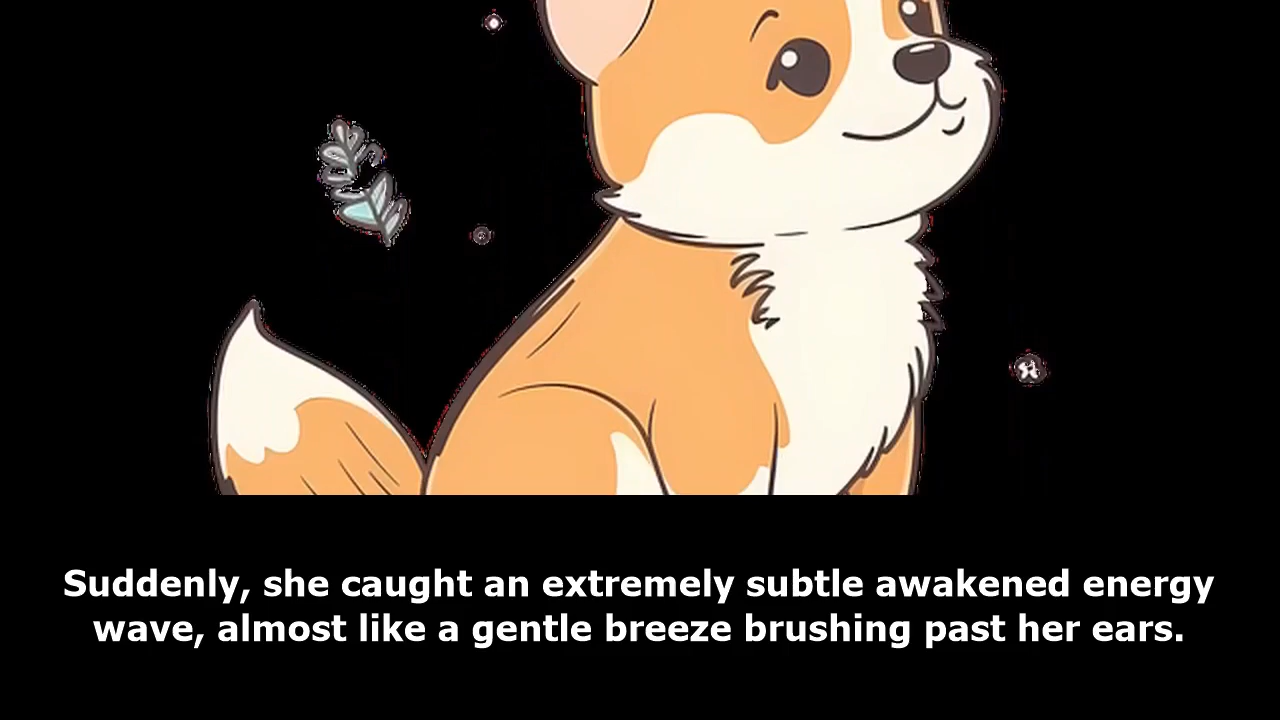 Suddenly, she caught an extremely subtle awakened energy
wave, almost like a gentle breeze brushing past her ears.